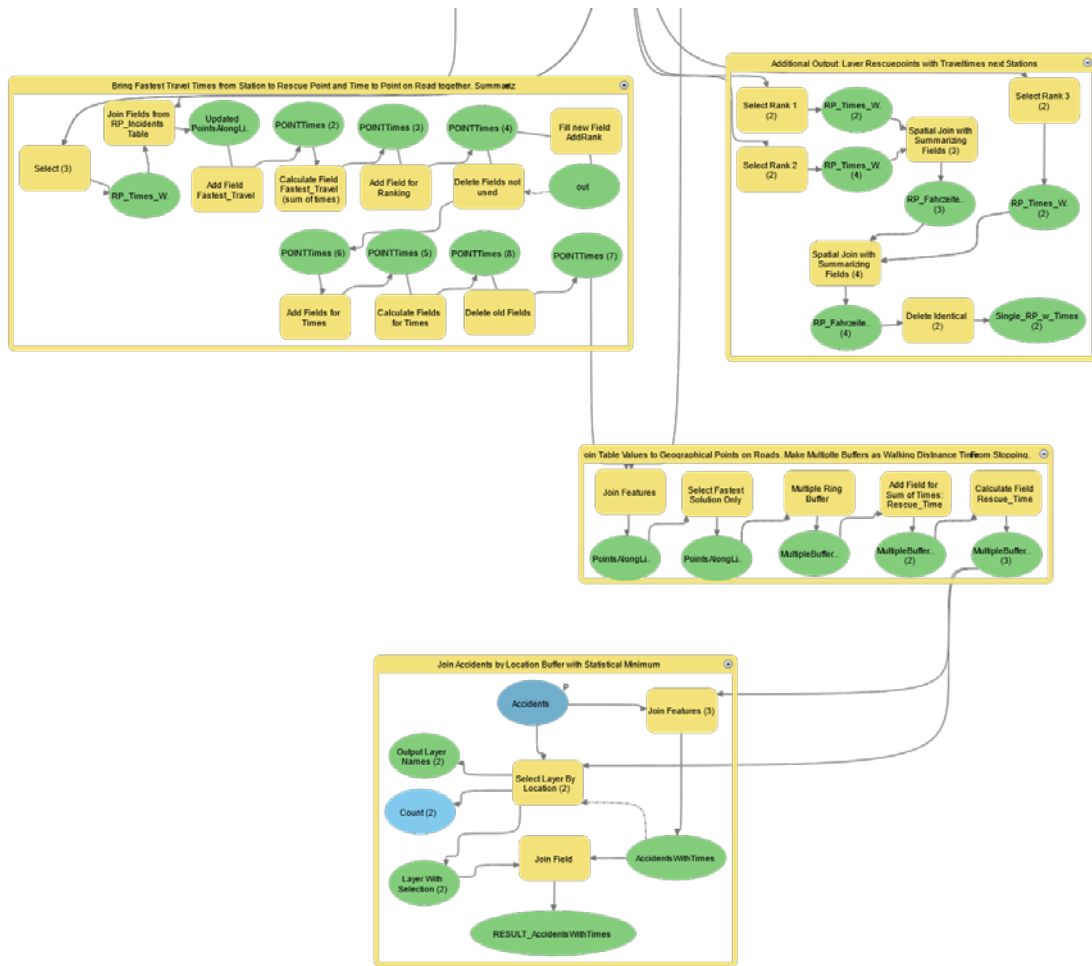 Bring Fastest Travel Times from Station to Rescue Point and Time to Point on Road together. Summariz
Join Fields from
RP_Incidents
Table
Updated
PointsAlongLi..
POINTTimes (2)
POINTTimes (3)
POINTTimes (4)
Fill new Field
AddRank
Select (3)
RP_Times_W.
Add Field
Fastest_Travel
Calculate Field
Fastest_Travel
(sum of times)
Add Field for
Ranking
Delete Fields not
used
out
POINTTimes (6)
POINTTimes (5)
POINTTimes (8)
POINTTimes (7)
Add Fields for
Times
Calculate Fields
for Times
Delete old Fields
Additional Output: Layer Rescuepoints with Traveltimes next Stations
Select Rank 1
(2)
RP_Times_W.
(2)
Select Rank 3
(2)
Spatial Join with
Summarizing
Fields (3)
Select Rank 2
(2)
RP_Times_W.
(4)
RP_Fahrzeite..
(3)
RP_Times_W.
(2)
Spatial Join with
Summarizing
Fields (4)
RP_Fahrzeite..
(4)
Delete Identical
(2)
Single_RP_w_Times
(2)
oin Table Values to Geographical Points on Roads. Make Multiplte Buffers as Walking Distnance Time From Stopping.
Join Features
Select Fastest
Solution Only
Multiple Ring
Buffer
Add Field for
Sum of Times:
Rescue_Time
Calculate Field
Rescue_Time
PointsAlongLi.
PointsAlongLi.
MultipleBuffer..
MultipleBuffer..
(2)
MultipleBuffer..
(3)
Join Accidents by Location Buffer with Statistical Minimum
P
Accidents
Join Features (3)
Output Layer
Names (2)
Select Layer By
Location (2)
Count (2)
Join Field
AccidentsWithTimes
Layer With
Selection (2)
RESULT_AccidentsWithTimes